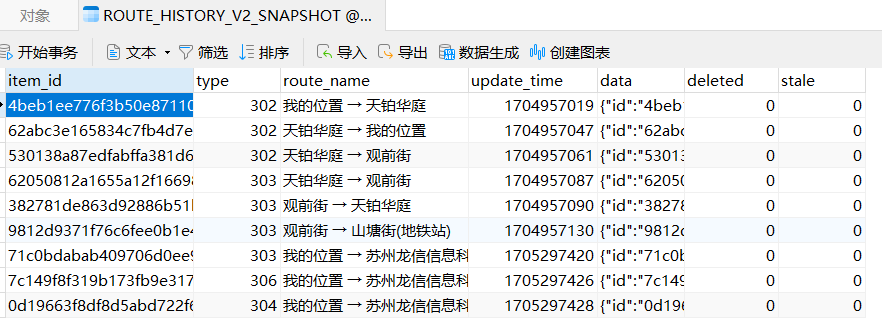 对象 ROUTE_HISTORY_V2_SNAPSHOT @...
开始事务 文本 筛选 排序 导入 导出 数据生成 创建图表
item_id type route_name update_time data deleted stale
4beb1ee776f3b50e87110 302 我的位置 → 天铂华庭 1704957019 {"id":"4beb1 0 0
62abc3e165834c7fb4d7e 302 天铂华庭 → 我的位置 1704957047 {"id":"62abc 0 0
530138a87edfabffa381d6 302 天铂华庭 → 观前街 1704957061 {"id":"53013 0 0
62050812a1655a12f16698 303 天铂华庭 → 观前街 1704957087 {"id":"62050 0 0
382781de863d92886b51 303 观前街 → 天铂华庭 1704957090 {"id":"38278 0 0
9812d9371f76c6fee0b1e4 303 观前街 → 山塘街(地铁站) 1704957130 {"id":"9812c 0 0
71c0bdabab409706d0ee9 303 我的位置 → 苏州龙信信息科 1705297420 {"id":"71c0b 0 0
7c149f8f319b173fb9e317 306 我的位置 → 苏州龙信信息科 1705297426 {"id":"7c149 0 0
0d19663f8df8d5abd722f6 304 我的位置 → 苏州龙信信息科 1705297428 {"id":"0d196 0 0